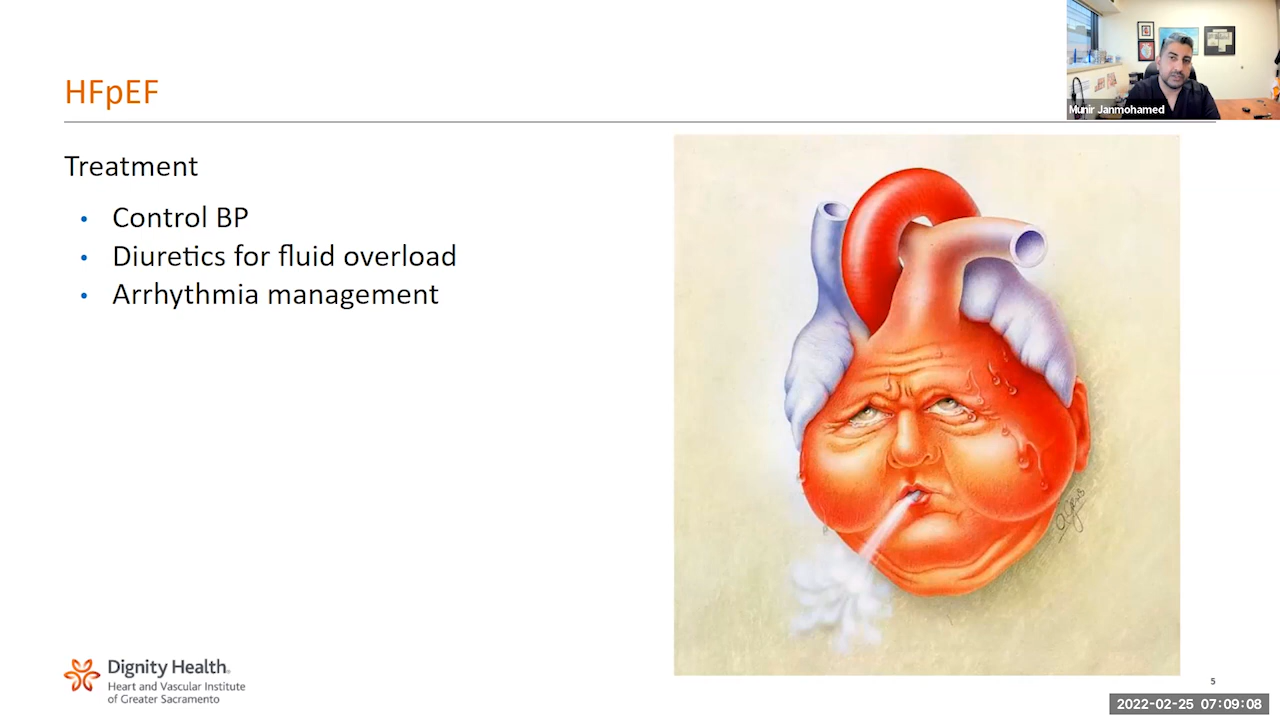 HFpEF
Munir Janmohamed
Treatment
• Control BP
• Diuretics for fluid overload
• Arrhythmia management
Dignity Health.
Heart and Vascular Institute
of Greater Sacramento
5
2022-02-25 07:09:08